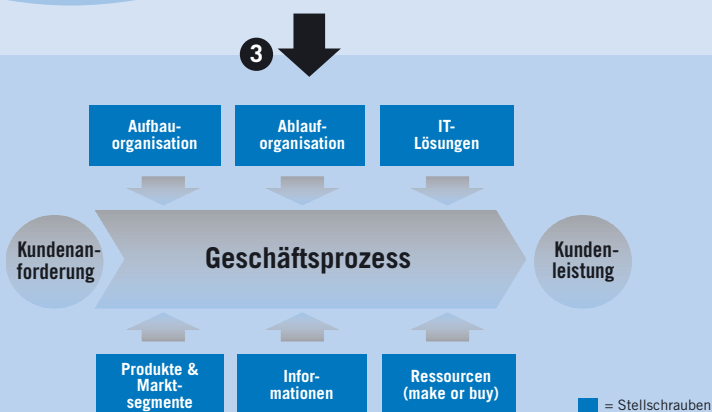 3
Aufbau-
organisation
Ablauf-
organisation
IT-
Lösungen
Kundenan-
forderung
Geschäftsprozess
Kunden-
leistung
Produkte &
Markt-
segmente
Infor-
mationen
Ressourcen
(make or buy)
= Stellschrauben